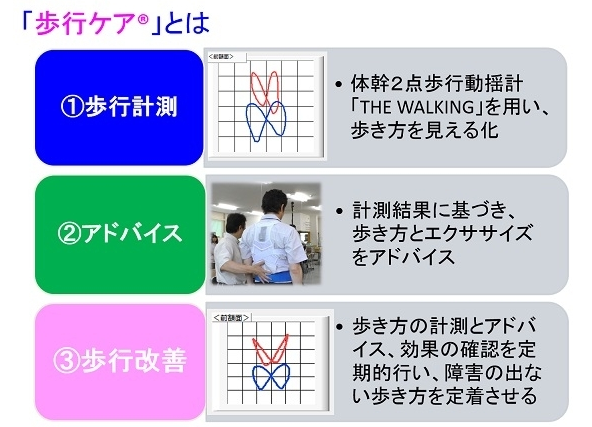 「歩行ケア®」とは
①歩行計測
<前額面>
• 体幹2点歩行動揺計
「THE WALKING」を用い、
歩き方を見える化
②アドバイス
• 計測結果に基づき、
歩き方とエクササイズ
をアドバイス
③歩行改善
<前額面>
• 歩き方の計測とアドバ
イス、効果の確認を定
期的行い、障害の出な
い歩き方を定着させる